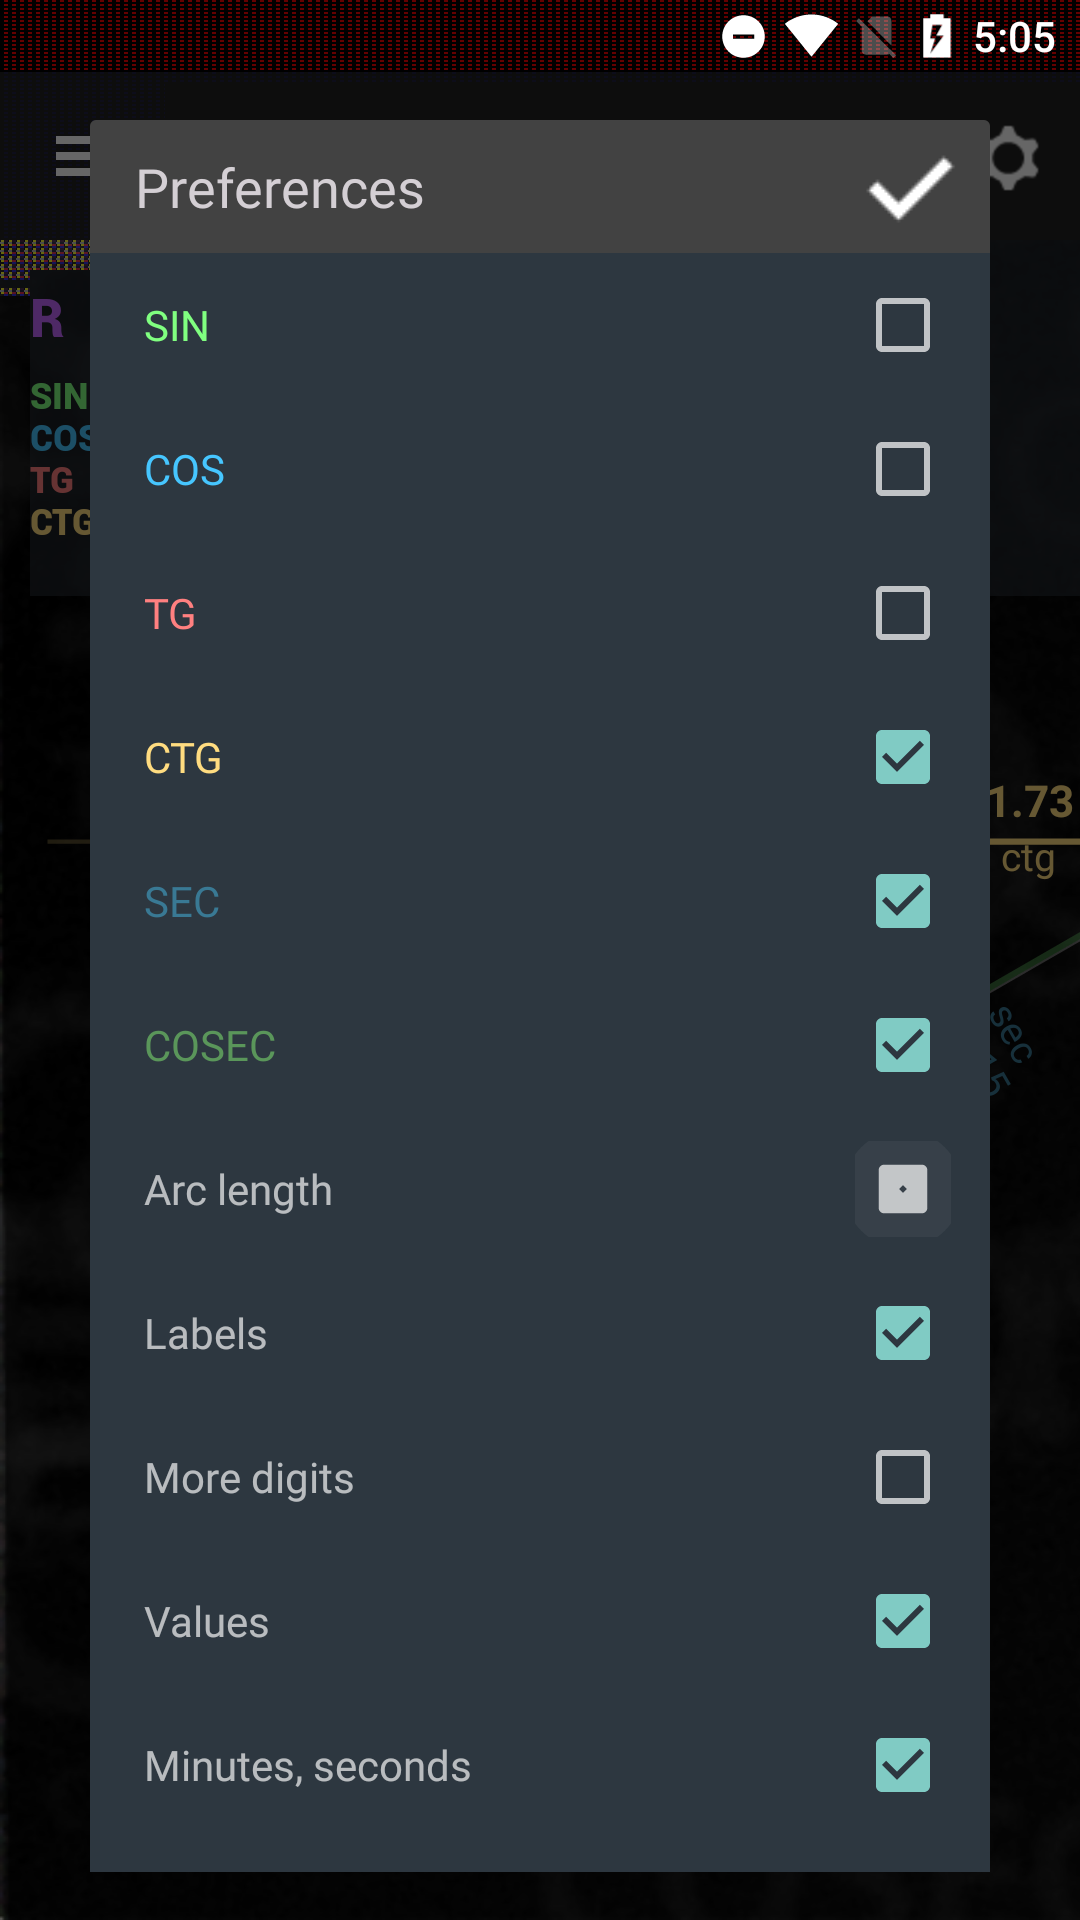 5:05
Preferences
R
SIN
COS
TG
CTG
SIN
COS
TG
CTG
SEC
COSEC
Arc length
Labels
More digits
Values
Minutes, seconds
1.73
ctg
sec